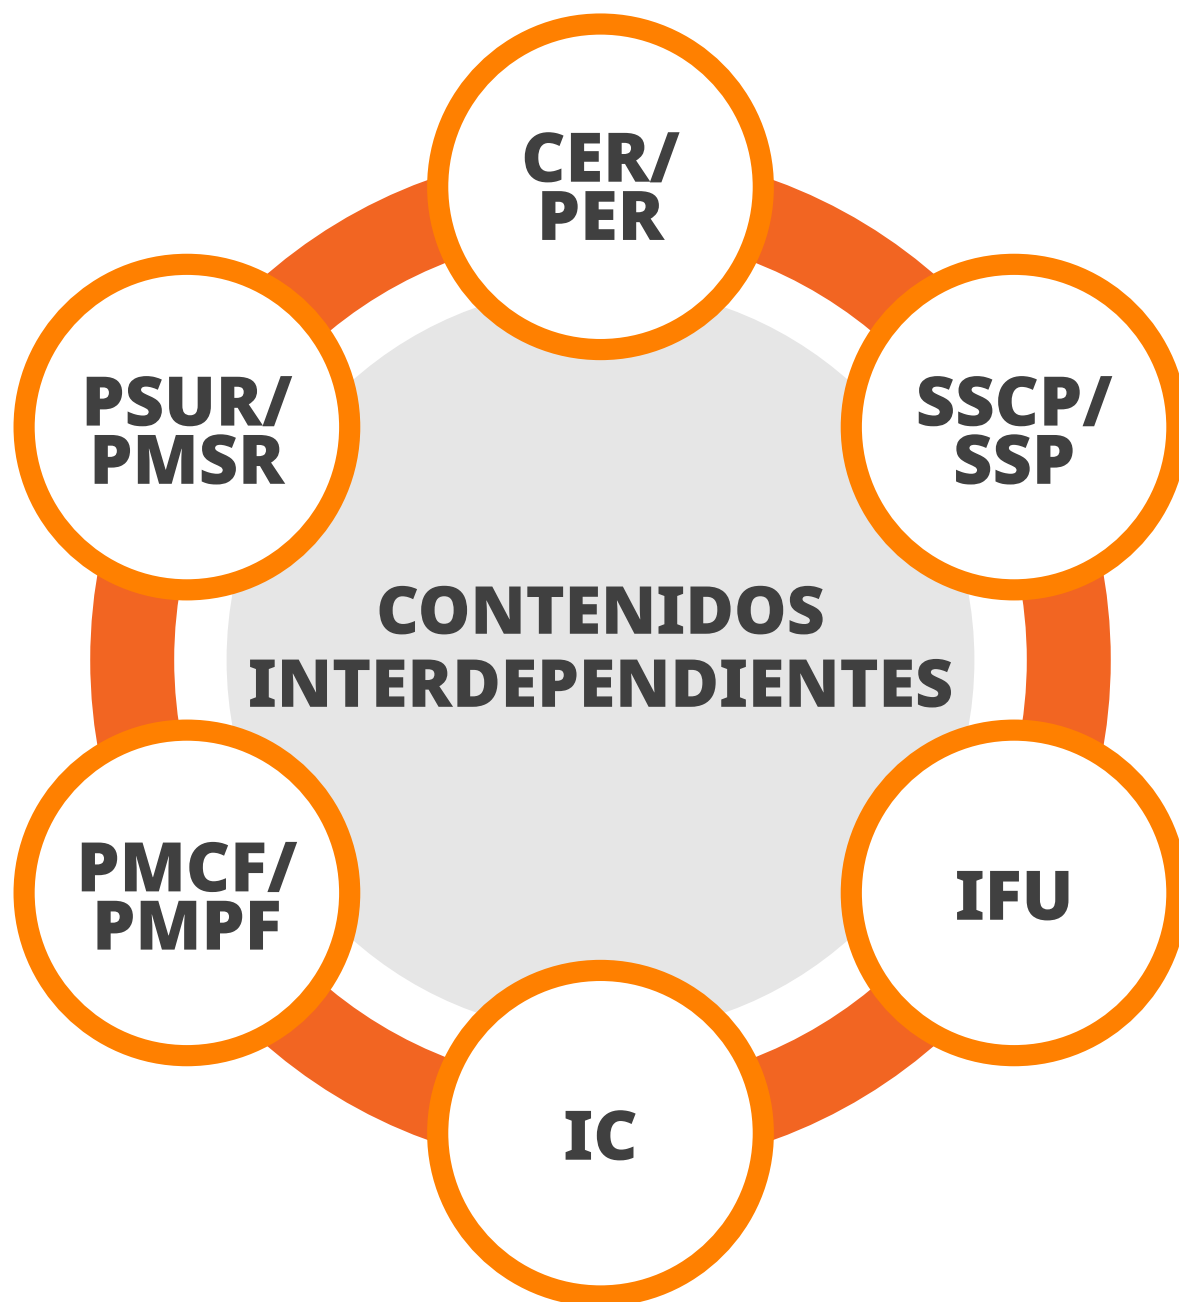 CER/
PER
PSUR/
PMSR
SSCP/
SSP
CONTENIDOS
INTERDEPENDIENTES
PMCF/
PMPF
IFU
IC